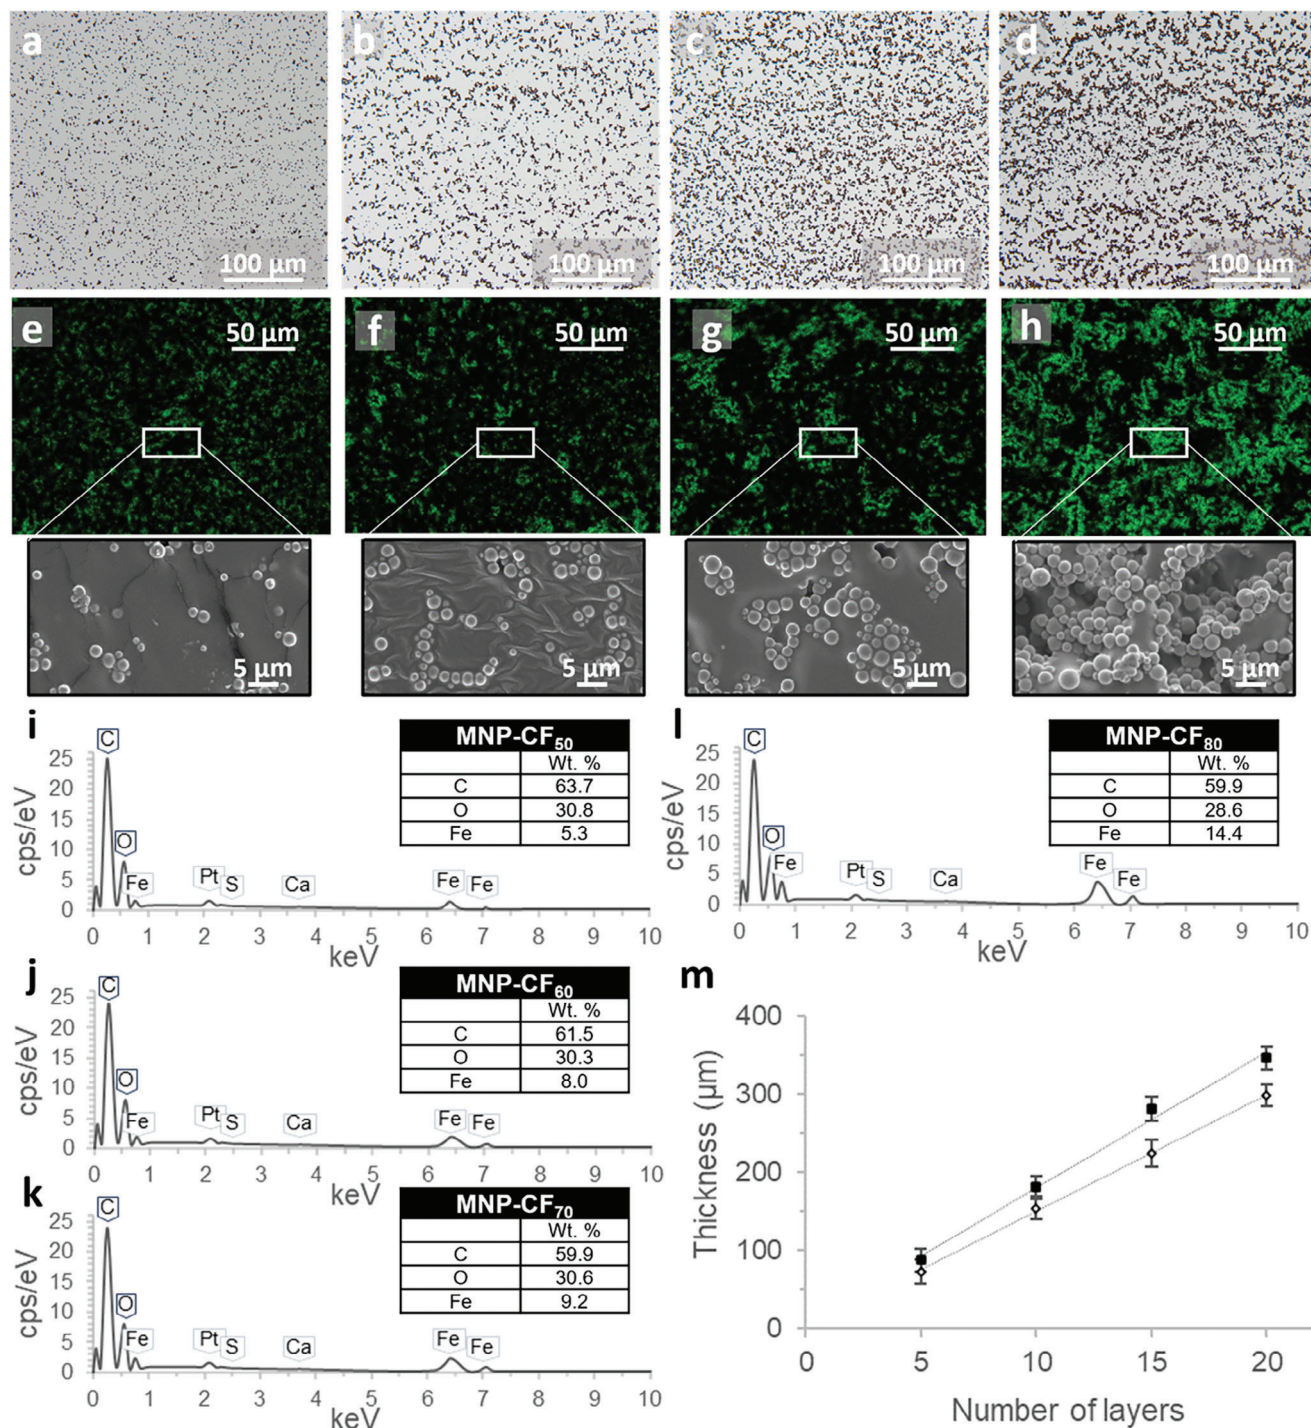 a b c d
100 µm 100 µm 100 µm 100 µm
e f g h
50 µm 50 µm 50 µm 50 µm
5 µm 5 µm 5 µm 5 µm
i
MNP-CF50
Wt. %
C 63.7
O 30.8
Fe 5.3
cps/eV
25
20
15
10
5
0
C O Fe Pt S Ca Fe Fe
0 1 2 3 4 5 6 7 8 9 10
keV
l
MNP-CF80
Wt. %
C 59.9
O 28.6
Fe 14.4
cps/eV
25
20
15
10
5
0
C O Fe Pt S Ca Fe Fe
0 1 2 3 4 5 6 7 8 9 10
keV
j
MNP-CF60
Wt. %
C 61.5
O 30.3
Fe 8.0
cps/eV
25
20
15
10
5
0
C O Fe Pt S Ca Fe Fe
0 1 2 3 4 5 6 7 8 9 10
keV
k
MNP-CF70
Wt. %
C 59.9
O 30.6
Fe 9.2
cps/eV
25
20
15
10
5
0
C O Fe Pt S Ca Fe Fe
0 1 2 3 4 5 6 7 8 9 10
keV
m
Thickness (µm)
400
300
200
100
0
0 5 10 15 20
Number of layers